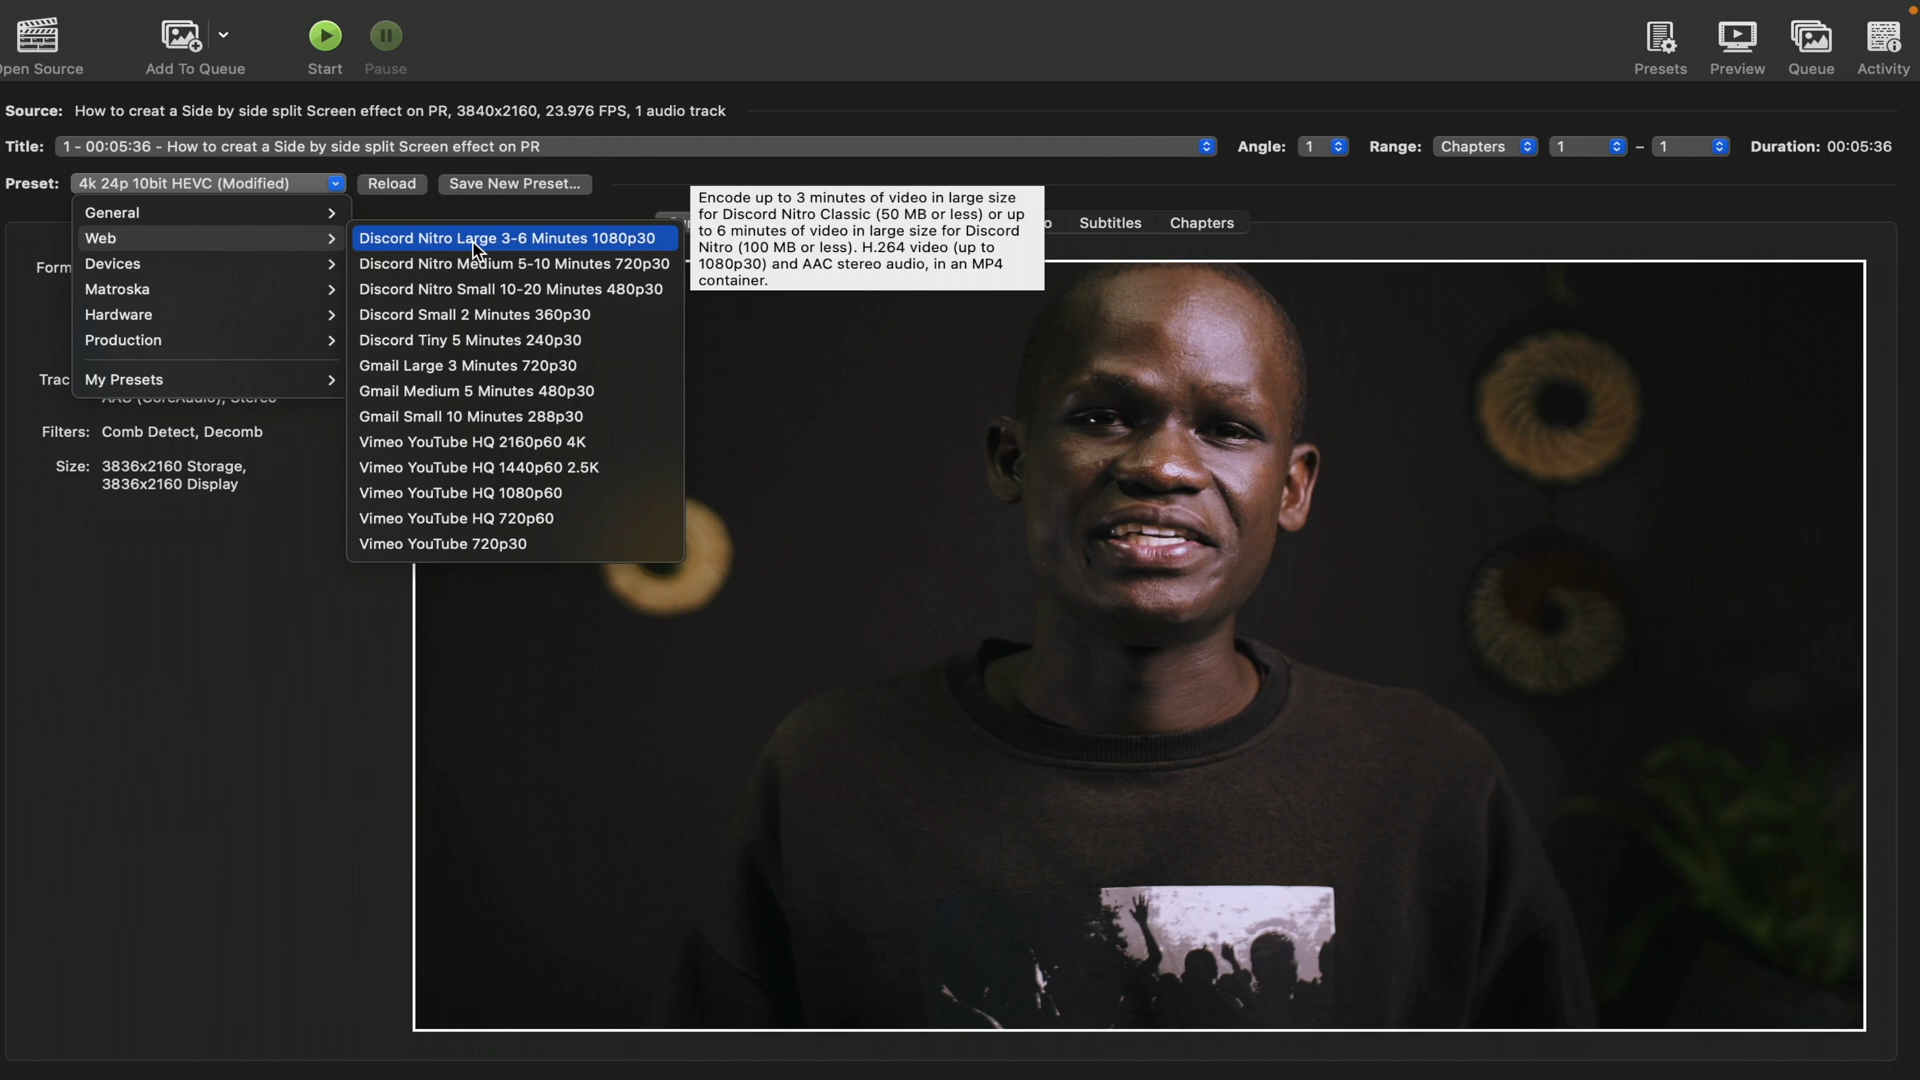 Open Source
Add To Queue
Start
Pause
Presets
Preview
Queue
Activity
Source: How to creat a Side by side split Screen effect on PR, 3840x2160, 23.976 FPS, 1 audio track
Title: 1 - 00:05:36 - How to creat a Side by side split Screen effect on PR
Angle: 1
Range: Chapters 1 – 1
Duration: 00:05:36
Preset: 4k 24p 10bit HEVC (Modified)
Reload
Save New Preset...
Subtitles
Chapters
General
Web
Devices
Matroska
Hardware
Production
My Presets
Discord Nitro Large 3-6 Minutes 1080p30
Discord Nitro Medium 5-10 Minutes 720p30
Discord Nitro Small 10-20 Minutes 480p30
Discord Small 2 Minutes 360p30
Discord Tiny 5 Minutes 240p30
Gmail Large 3 Minutes 720p30
Gmail Medium 5 Minutes 480p30
Gmail Small 10 Minutes 288p30
Vimeo YouTube HQ 2160p60 4K
Vimeo YouTube HQ 1440p60 2.5K
Vimeo YouTube HQ 1080p60
Vimeo YouTube HQ 720p60
Vimeo YouTube 720p30
Encode up to 3 minutes of video in large size
for Discord Nitro Classic (50 MB or less) or up
to 6 minutes of video in large size for Discord
Nitro (100 MB or less). H.264 video (up to
1080p30) and AAC stereo audio, in an MP4
container.
Form
Trac
AAC (CoreAudio), Stereo
Filters: Comb Detect, Decomb
Size: 3836x2160 Storage,
3836x2160 Display